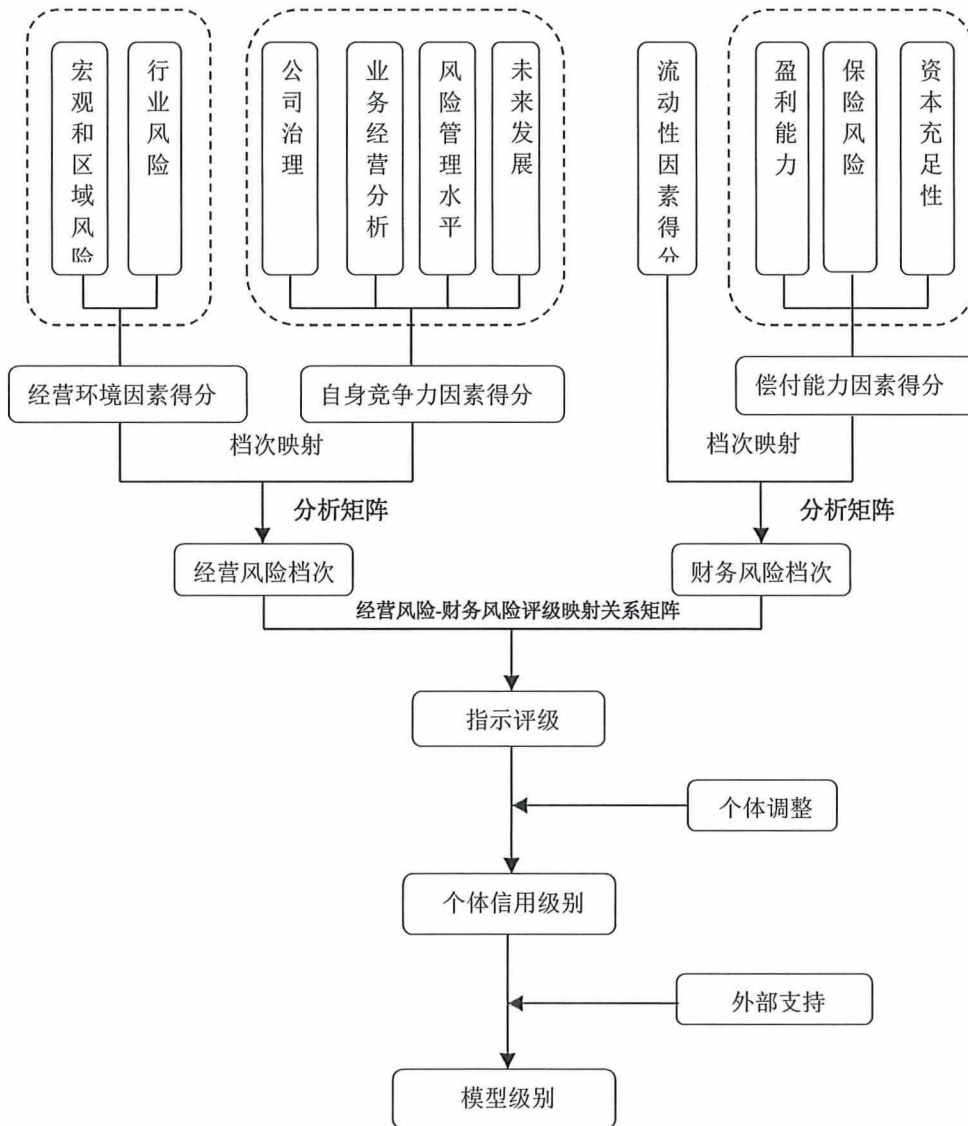 宏观和区域风险
行业风险
公司治理
业务经营分析
风险管理水平
未来发展
流动性因素得分
盈利能力
保险风险
资本充足性
经营环境因素得分
自身竞争力因素得分
偿付能力因素得分
档次映射
档次映射
分析矩阵
分析矩阵
经营风险档次
财务风险档次
经营风险-财务风险评级映射关系矩阵
指示评级
个体调整
个体信用级别
外部支持
模型级别